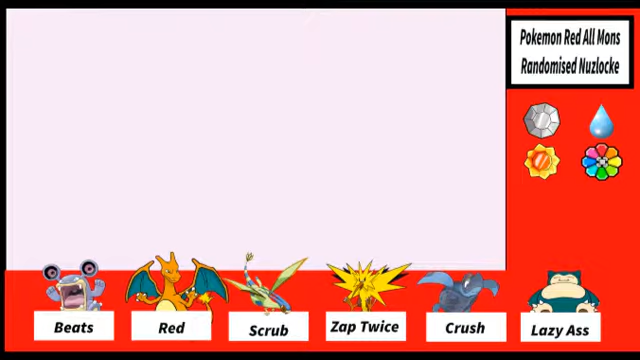 Pokemon Red All Mons
Randomised Nuzlocke
Beats
Red
Scrub
Zap Twice
Crush
Lazy Ass